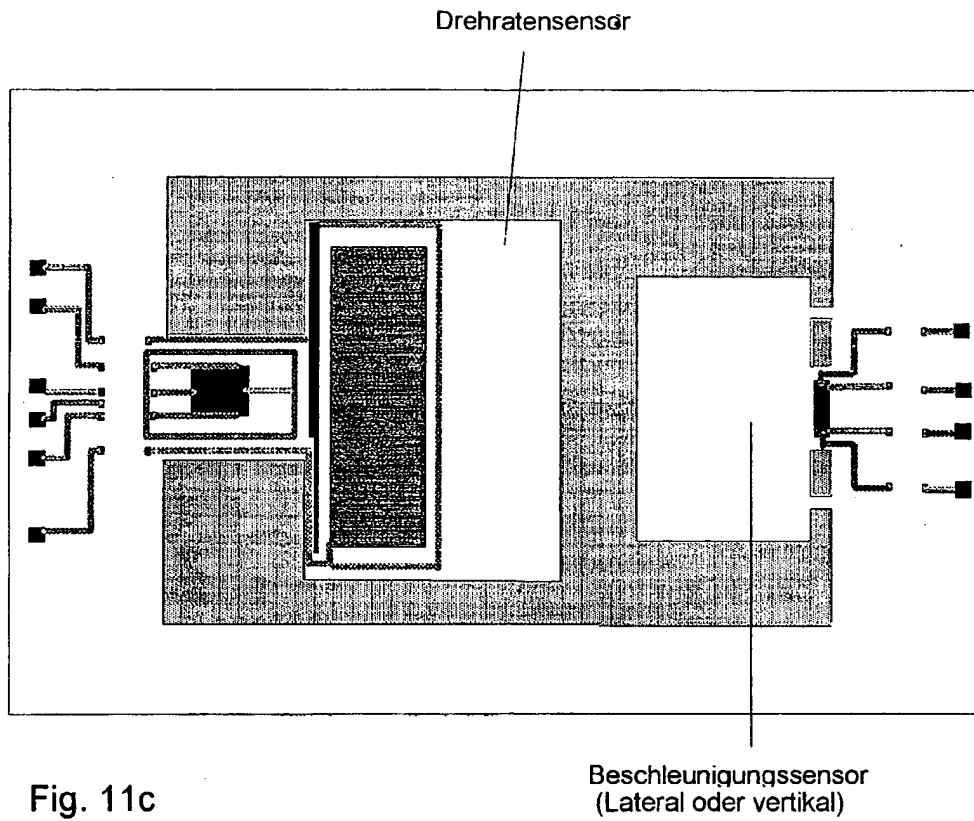 Drehratensensor
Fig. 11c
Beschleunigungssensor
(Lateral oder vertikal)